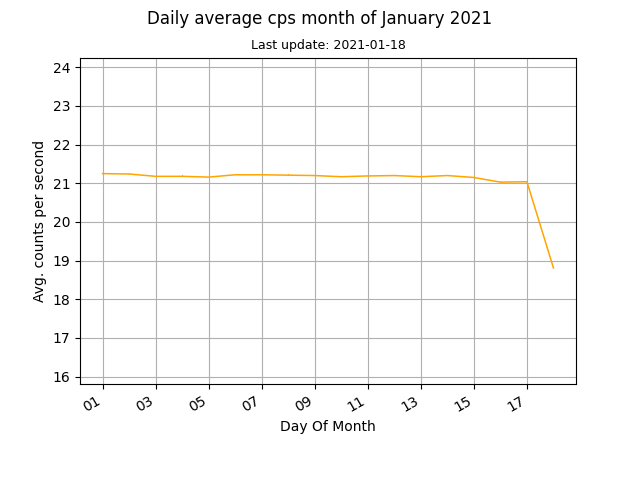 Daily average cps month of January 2021
Last update: 2021-01-18
24
23
22
21
20
19
18
17
16
Avg. counts per second
01 03 05 07 09 11 13 15 17
Day Of Month